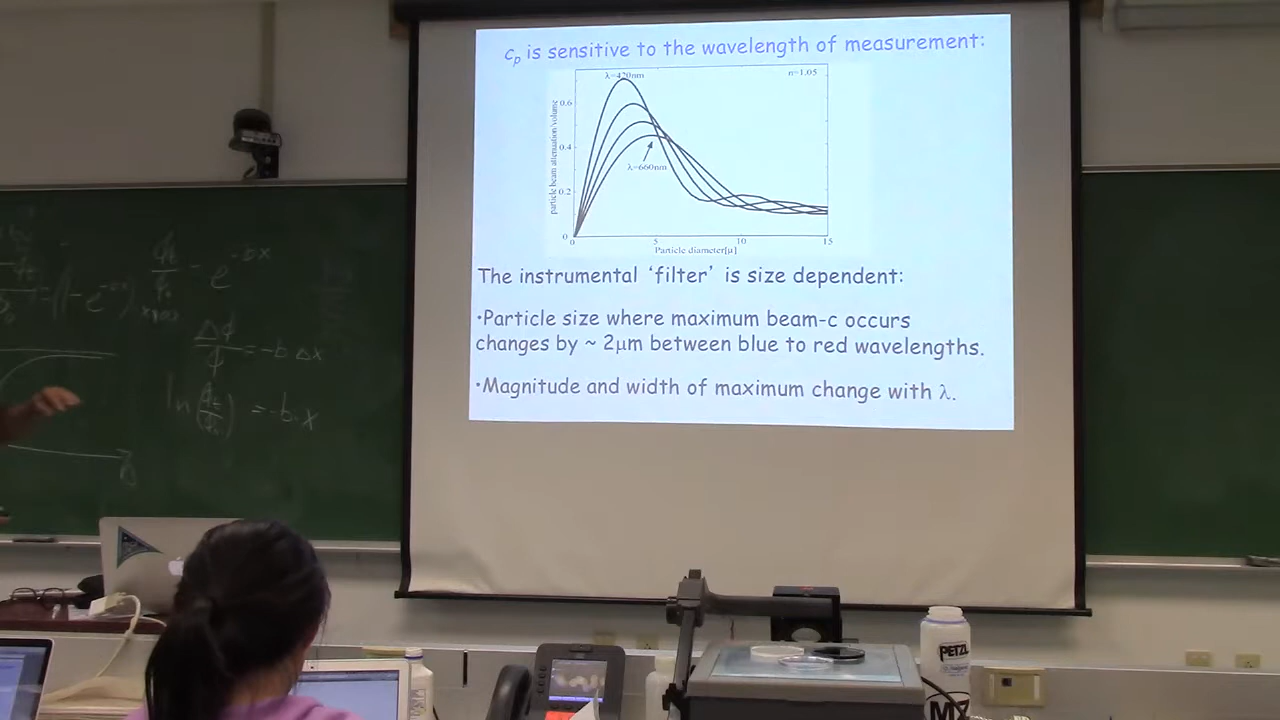 c_p is sensitive to the wavelength of measurement:
λ=420nm
n=1.05
λ=660nm
particle beam attenuation/volume
0.6
0.4
0.2
0
0 5 10 15
Particle diameter[μ]
The instrumental ‘filter’ is size dependent:
•Particle size where maximum beam-c occurs
changes by ~ 2μm between blue to red wavelengths.
•Magnitude and width of maximum change with λ.
= e^-bx
Δϕ/ϕ = -b Δx
ln = -b·x
PETZL